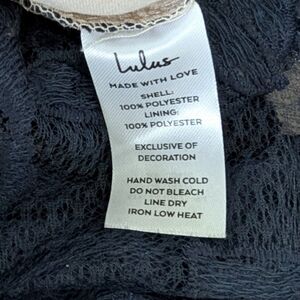 Lulus
MADE WITH LOVE
SHELL:
100% POLYESTER
LINING:
100% POLYESTER
EXCLUSIVE OF
DECORATION
HAND WASH COLD
DO NOT BLEACH
LINE DRY
IRON LOW HEAT